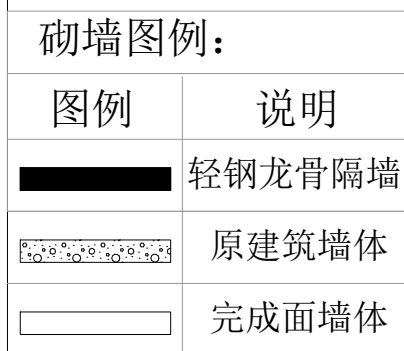 砌墙图例：
图例 说明
轻钢龙骨隔墙
原建筑墙体
完成面墙体